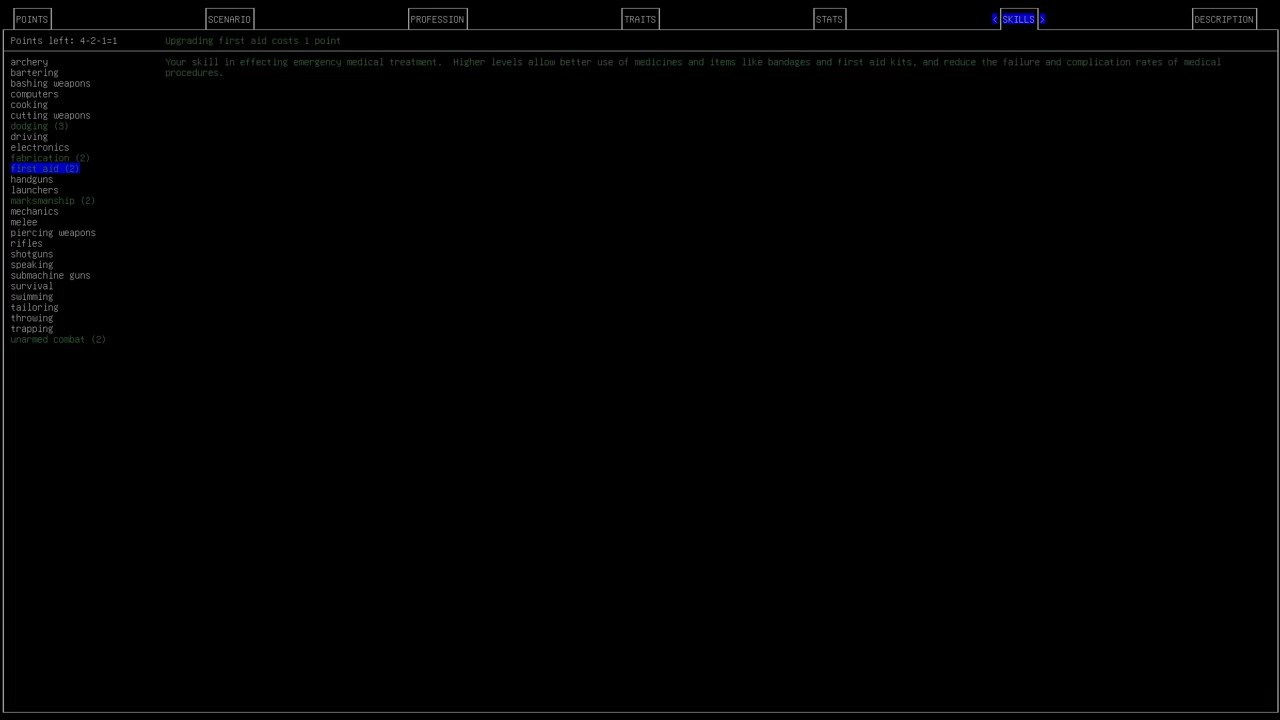 POINTS SCENARIO PROFESSION TRAITS STATS < SKILLS > DESCRIPTION
Points left: 4-2-1=1 Upgrading first aid costs 1 point
Your skill in effecting emergency medical treatment.  Higher levels allow better use of medicines and items like bandages and first aid kits, and reduce the failure and complication rates of medical
procedures.
archery
bartering
bashing weapons
computers
cooking
cutting weapons
dodging (3)
driving
electronics
fabrication (2)
first aid (2)
handguns
launchers
marksmanship (2)
mechanics
melee
piercing weapons
rifles
shotguns
speaking
submachine guns
survival
swimming
tailoring
throwing
trapping
unarmed combat (2)